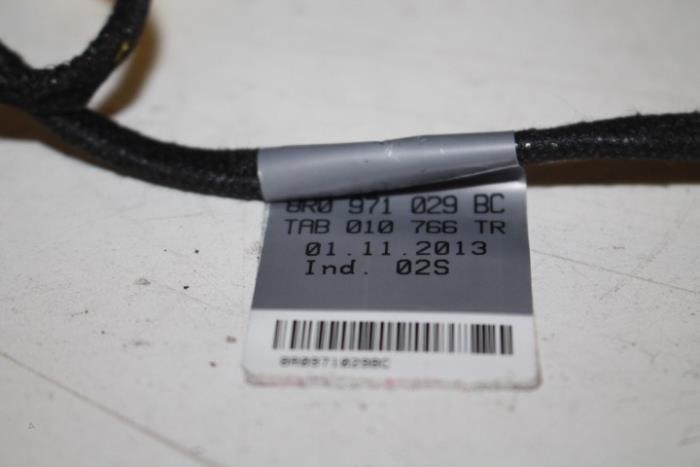 8R0 971 029 BC
TAB 010 766 TR
01.11.2013
Ind. 02S
8R0971029BC